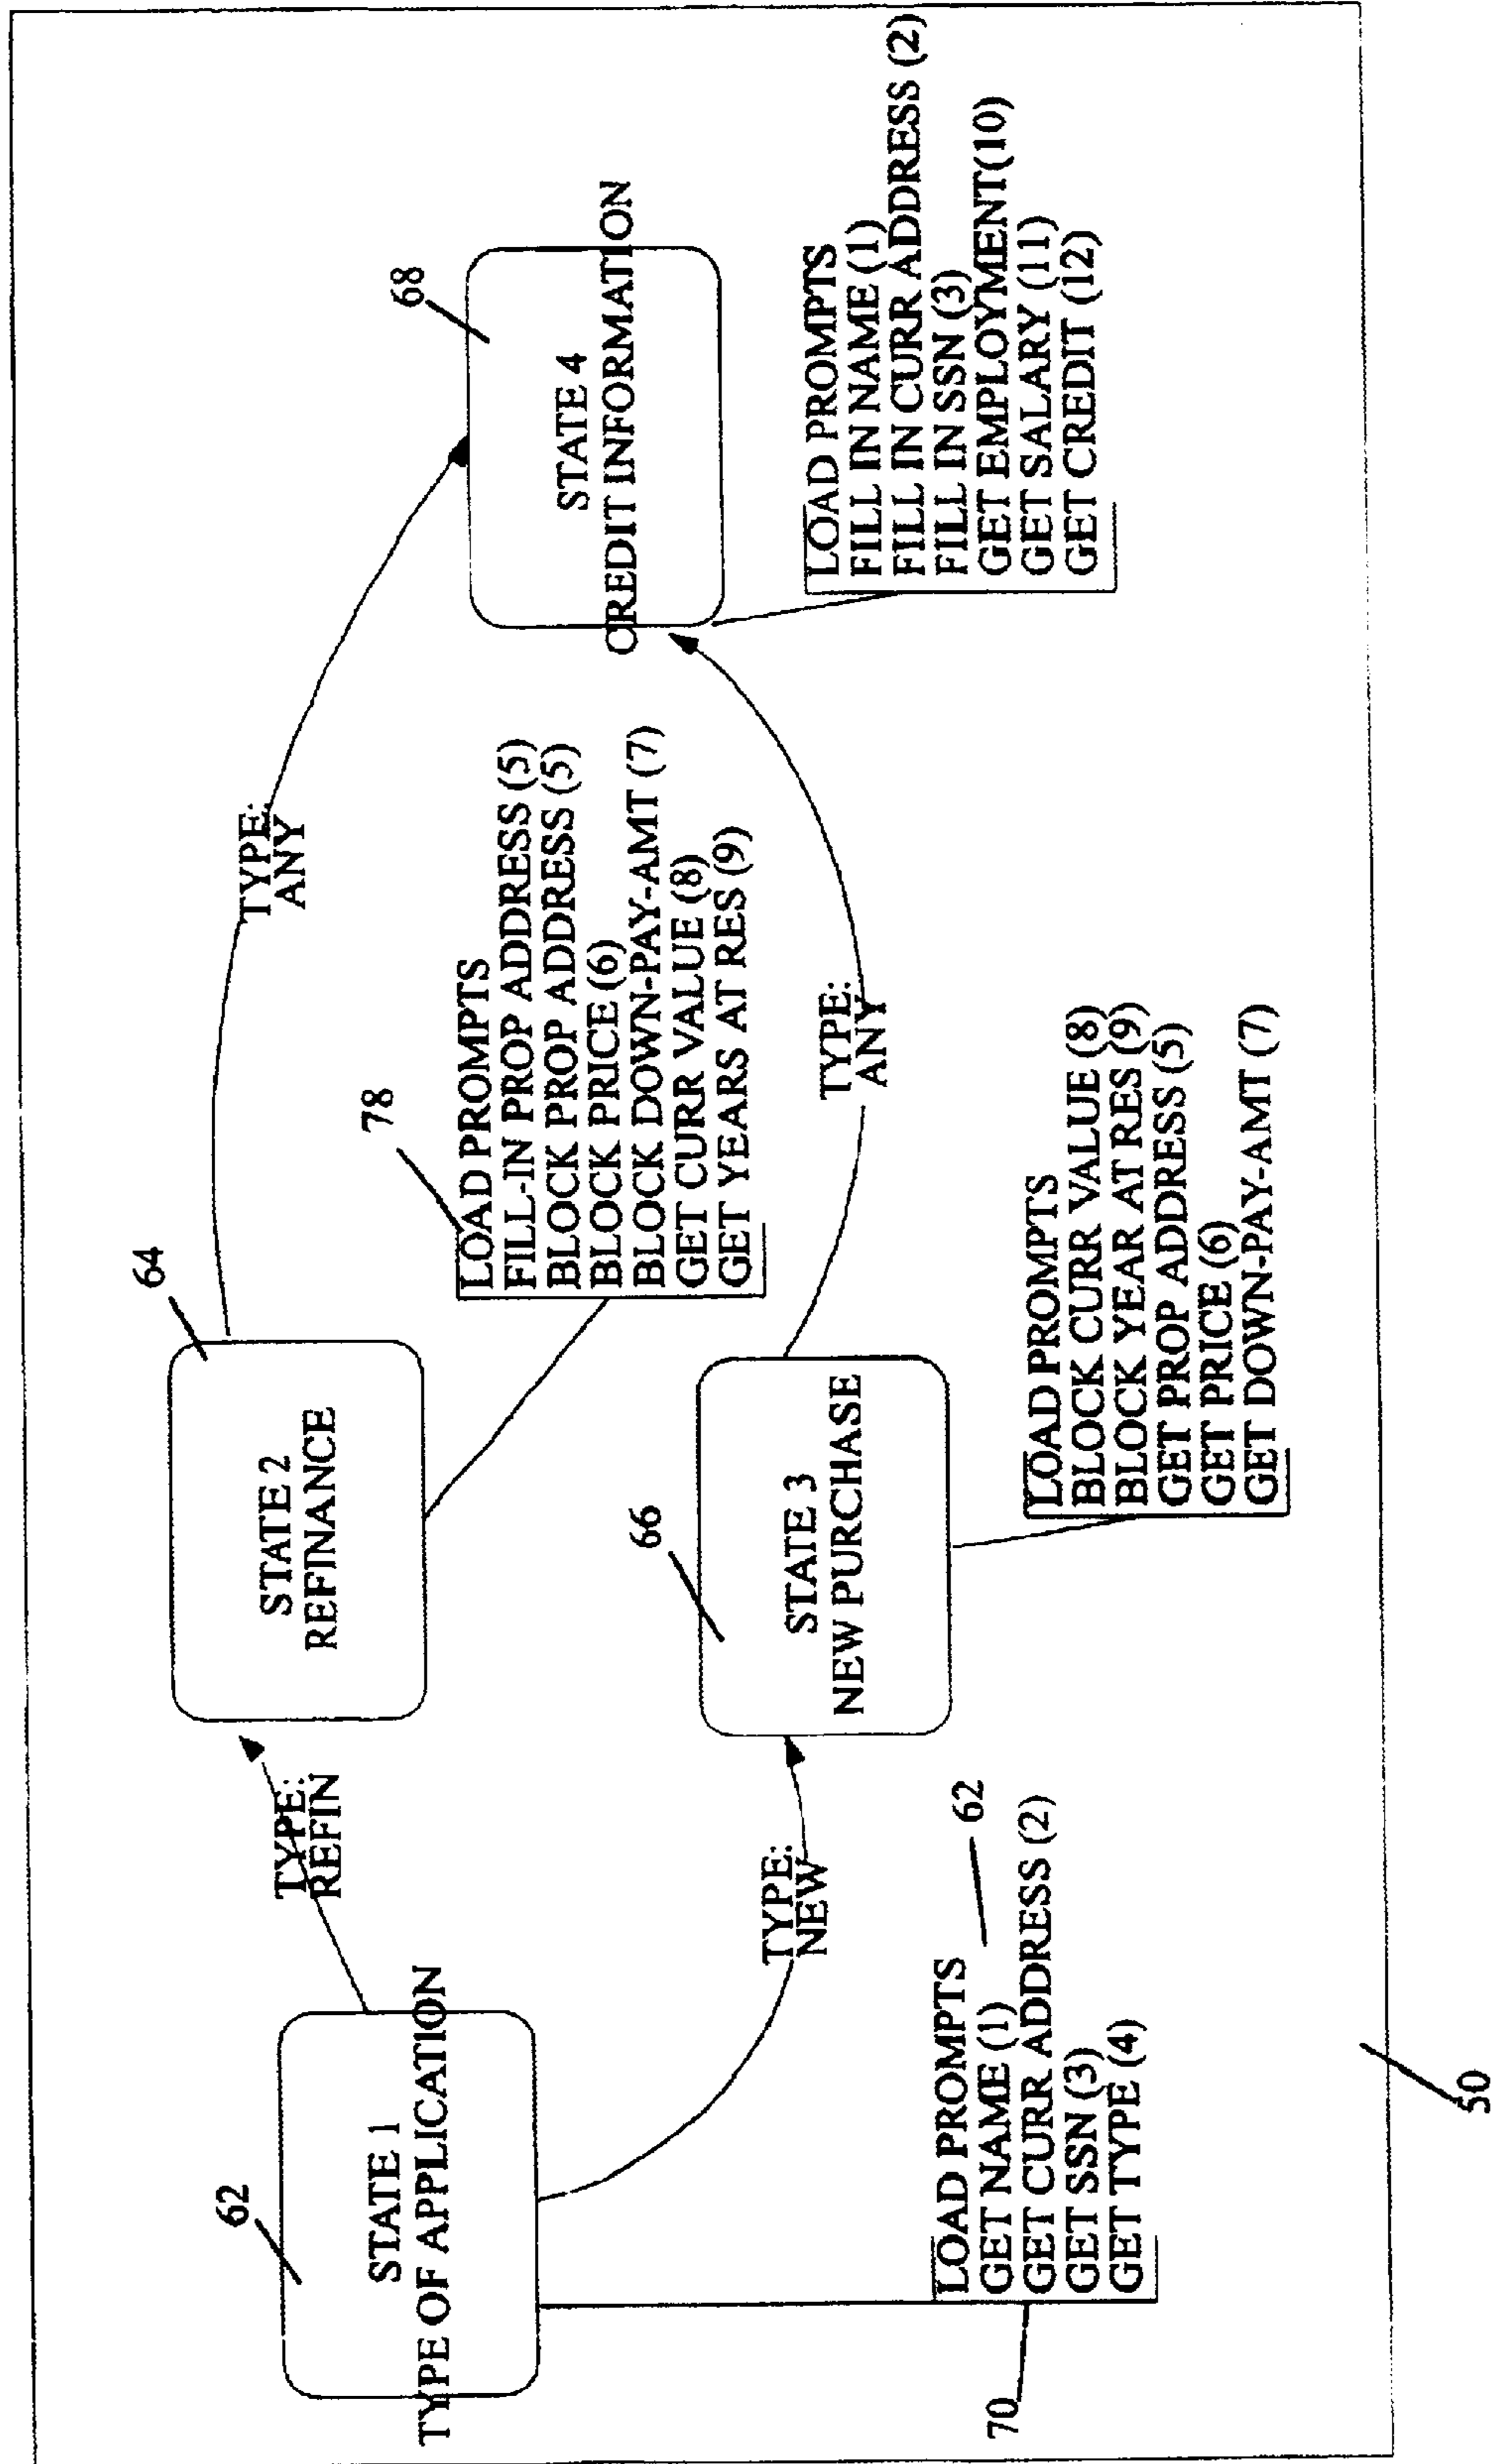 62
STATE 1
TYPE OF APPLICATION
TYPE:
REFIN
TYPE:
NEW
70
LOAD PROMPTS
GET NAME (1)
GET CURR ADDRESS (2)
GET SSN (3)
GET TYPE (4)
62
64
STATE 2
REFINANCE
78
LOAD PROMPTS
FILL-IN PROP ADDRESS (5)
BLOCK PROP ADDRESS (5)
BLOCK PRICE (6)
BLOCK DOWN-PAY-AMT (7)
GET CURR VALUE (8)
GET YEARS AT RES (9)
TYPE:
ANY
66
STATE 3
NEW PURCHASE
LOAD PROMPTS
BLOCK CURR VALUE (8)
BLOCK YEAR AT RES (9)
GET PROP ADDRESS (5)
GET PRICE (6)
GET DOWN-PAY-AMT (7)
TYPE:
ANY
68
STATE 4
CREDIT INFORMATION
LOAD PROMPTS
FILL IN NAME (1)
FILL IN CURR ADDRESS (2)
FILL IN SSN (3)
GET EMPLOYMENT(10)
GET SALARY (11)
GET CREDIT (12)
50